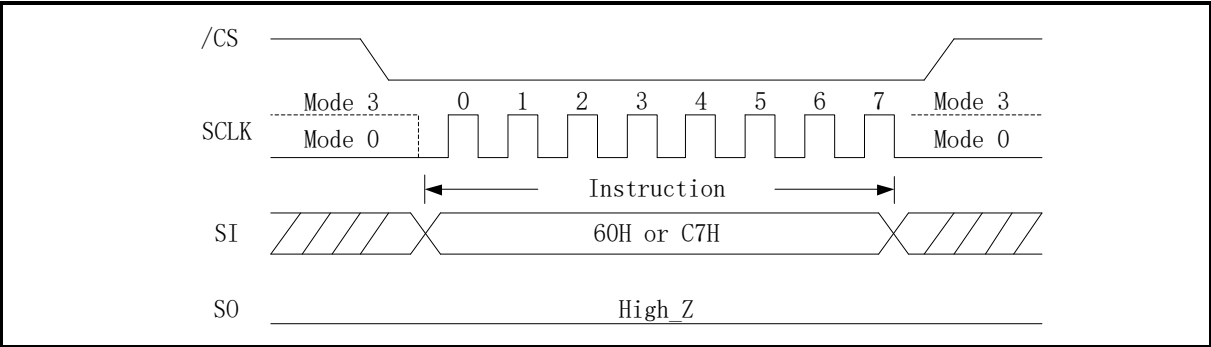 /CS
Mode 3 0 1 2 3 4 5 6 7 Mode 3
SCLK
Mode 0 Mode 0
Instruction
SI 60H or C7H
SO High_Z